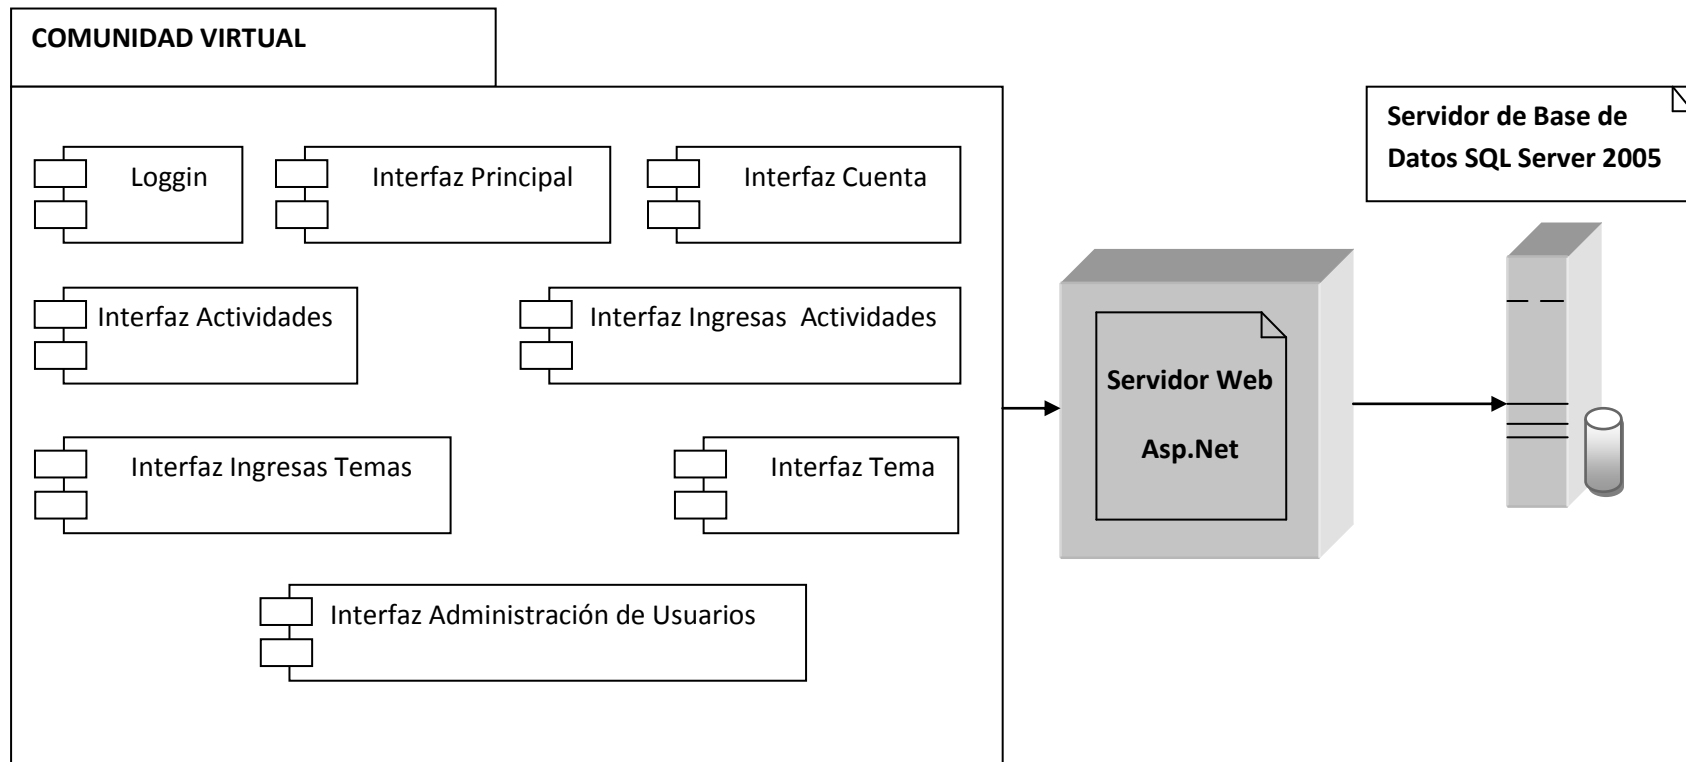 COMUNIDAD VIRTUAL
Servidor de Base de
Datos SQL Server 2005
Loggin
Interfaz Principal
Interfaz Cuenta
Interfaz Actividades
Interfaz Ingresas  Actividades
Servidor Web
Asp.Net
Interfaz Ingresas Temas
Interfaz Tema
Interfaz Administración de Usuarios